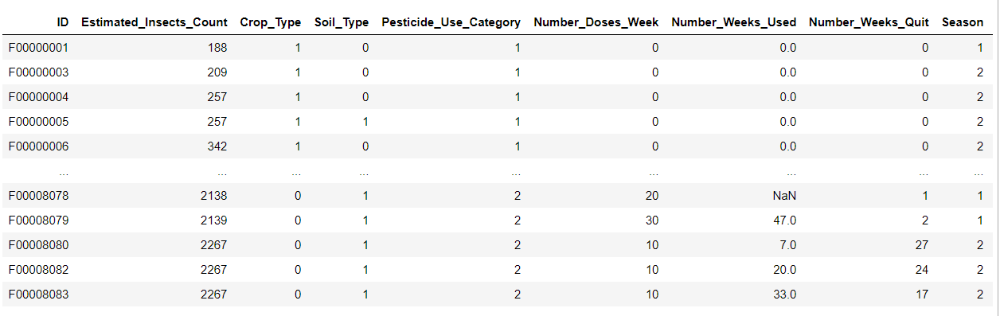 ID Estimated_Insects_Count Crop_Type Soil_Type Pesticide_Use_Category Number_Doses_Week Number_Weeks_Used Number_Weeks_Quit Season
F00000001 188 1 0 1 0 0.0 0 1
F00000003 209 1 0 1 0 0.0 0 2
F00000004 257 1 0 1 0 0.0 0 2
F00000005 257 1 1 1 0 0.0 0 2
F00000006 342 1 0 1 0 0.0 0 2
... ... ... ... ... ... ... ... ...
F00008078 2138 0 1 2 20 NaN 1 1
F00008079 2139 0 1 2 30 47.0 2 1
F00008080 2267 0 1 2 10 7.0 27 2
F00008082 2267 0 1 2 10 20.0 24 2
F00008083 2267 0 1 2 10 33.0 17 2